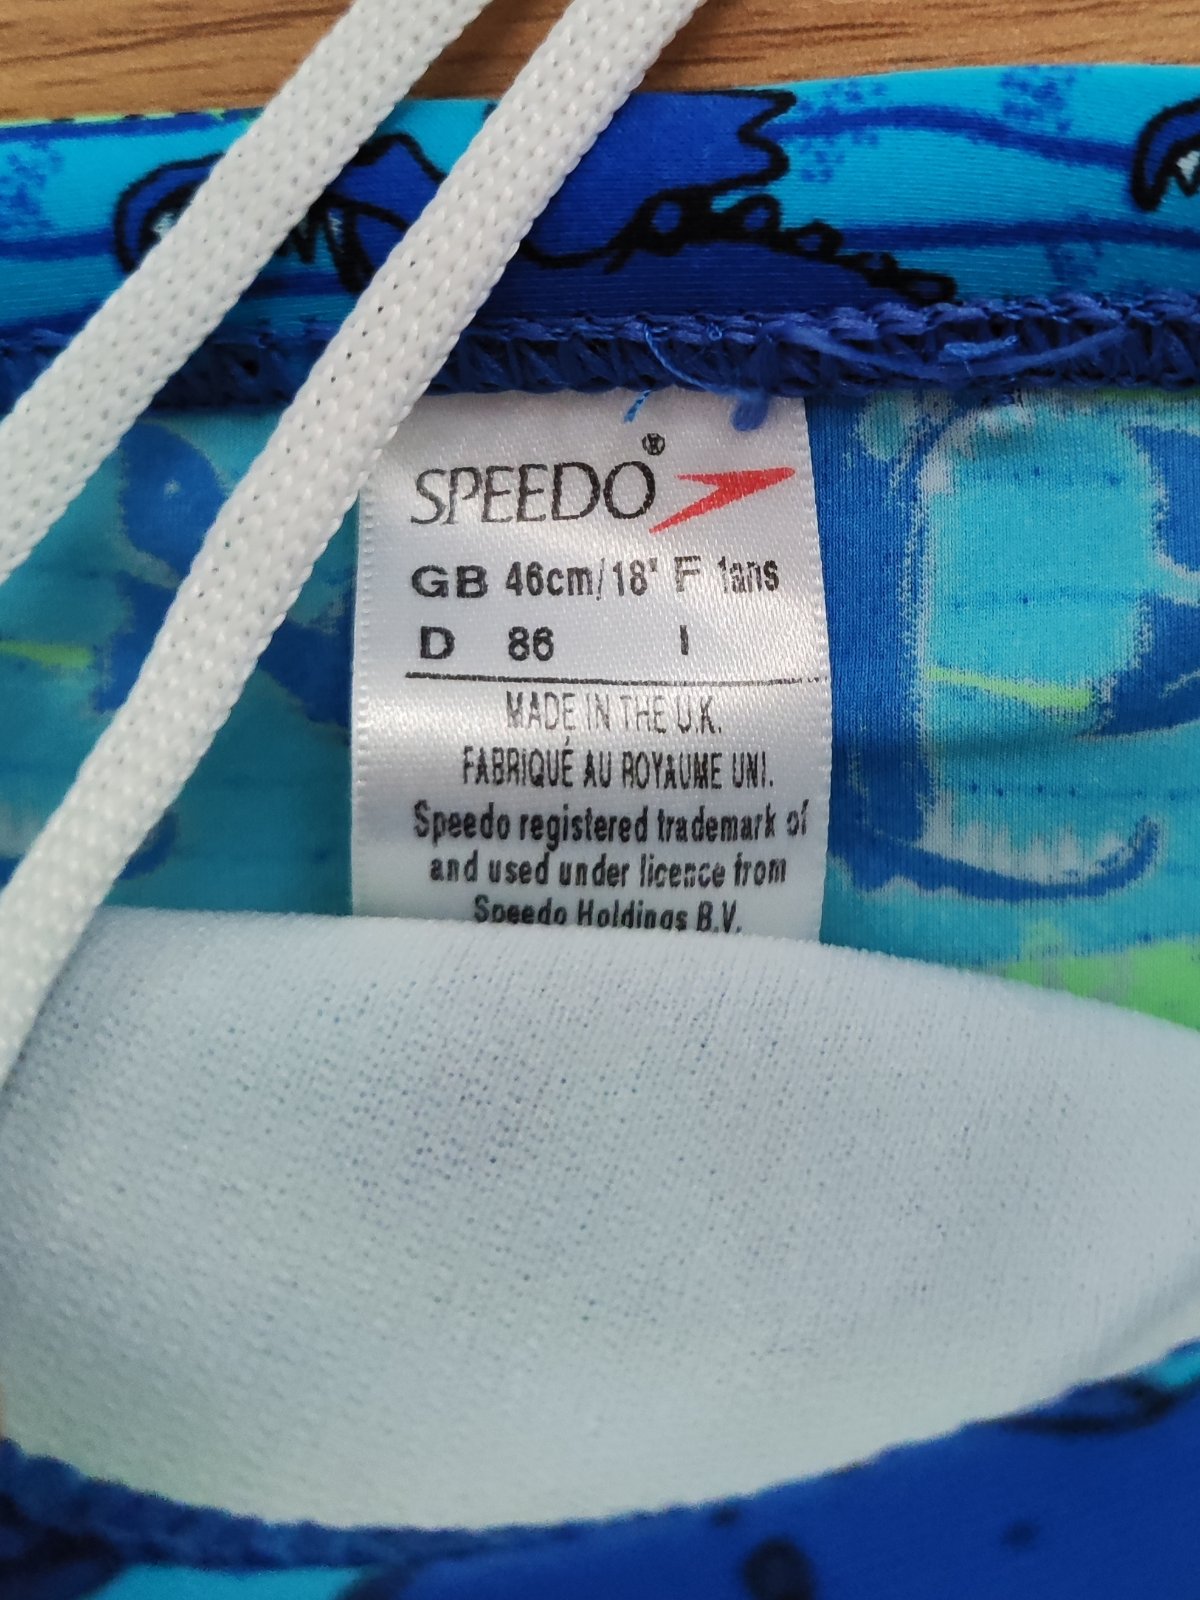 SPEEDO®
GB 46cm/18" F 1ans
D 86 I
MADE IN THE U.K.
FABRIQUÉ AU ROYAUME UNI.
Speedo registered trademark of
and used under licence from
Speedo Holdings B.V.